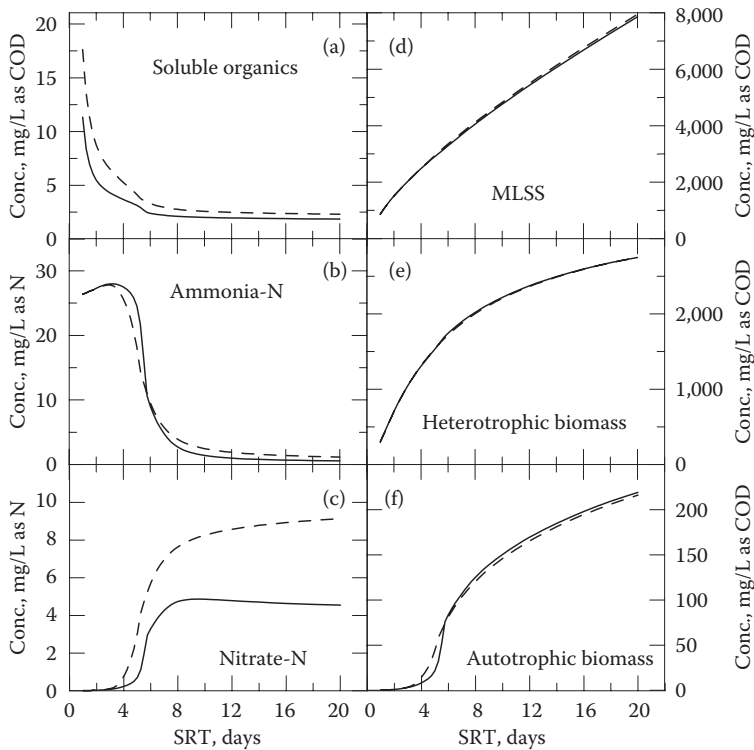 Conc., mg/L as COD
20
15
10
5
0
(a)
Soluble organics
(d)
MLSS
8,000
6,000
4,000
2,000
0
Conc., mg/L as COD
Conc., mg/L as N
30
20
10
0
(b)
Ammonia-N
(e)
Heterotrophic biomass
2,000
1,000
0
Conc., mg/L as COD
Conc., mg/L as N
10
8
6
4
2
0
(c)
Nitrate-N
(f)
Autotrophic biomass
200
150
100
50
0
Conc., mg/L as COD
0 4 8 12 16 20
SRT, days
0 4 8 12 16 20
SRT, days